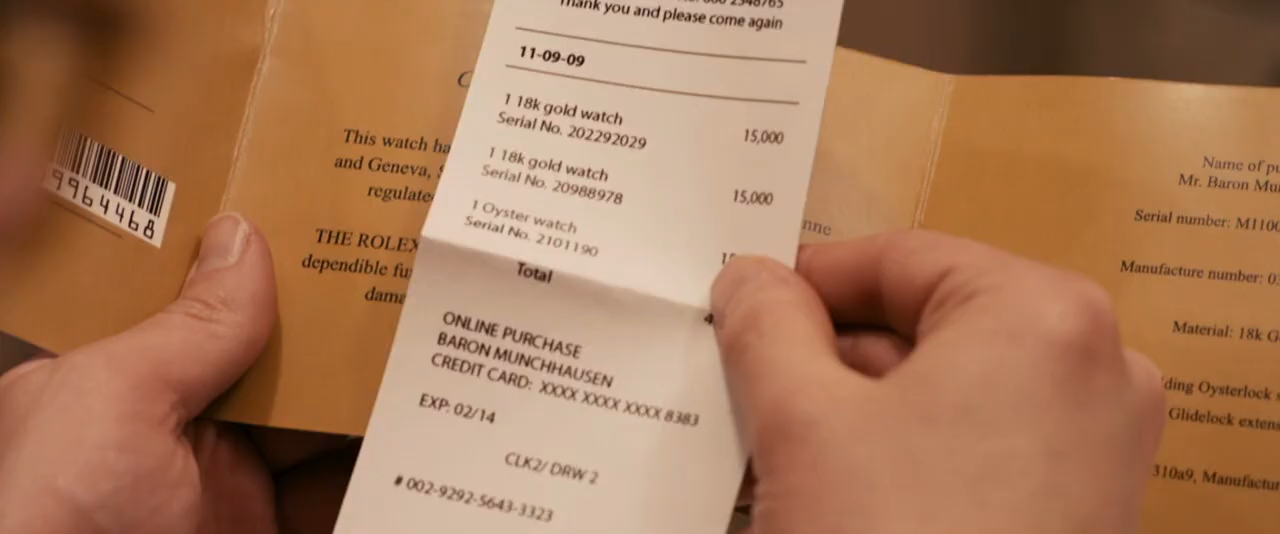 Thank you and please come again
11-09-09
1 18k gold watch
Serial No. 202292029
15,000
1 18k gold watch
Serial No. 20988978
15,000
1 Oyster watch
Serial No. 2101190
Total
ONLINE PURCHASE
BARON MUNCHHAUSEN
CREDIT CARD: XXXX XXXX XXXX 8383
EXP: 02/14
CLK2/ DRW 2
# 002-9292-5643-3323
9964468
This watch ha
and Geneva,
regulate
THE ROLEX
dependible fu
dama
nne
Name of pu
Mr. Baron Mu
Serial number: M1100
Manufacture number: 0
Material: 18k G
ding Oysterlock
Glidelock exten
310a9, Manufactur